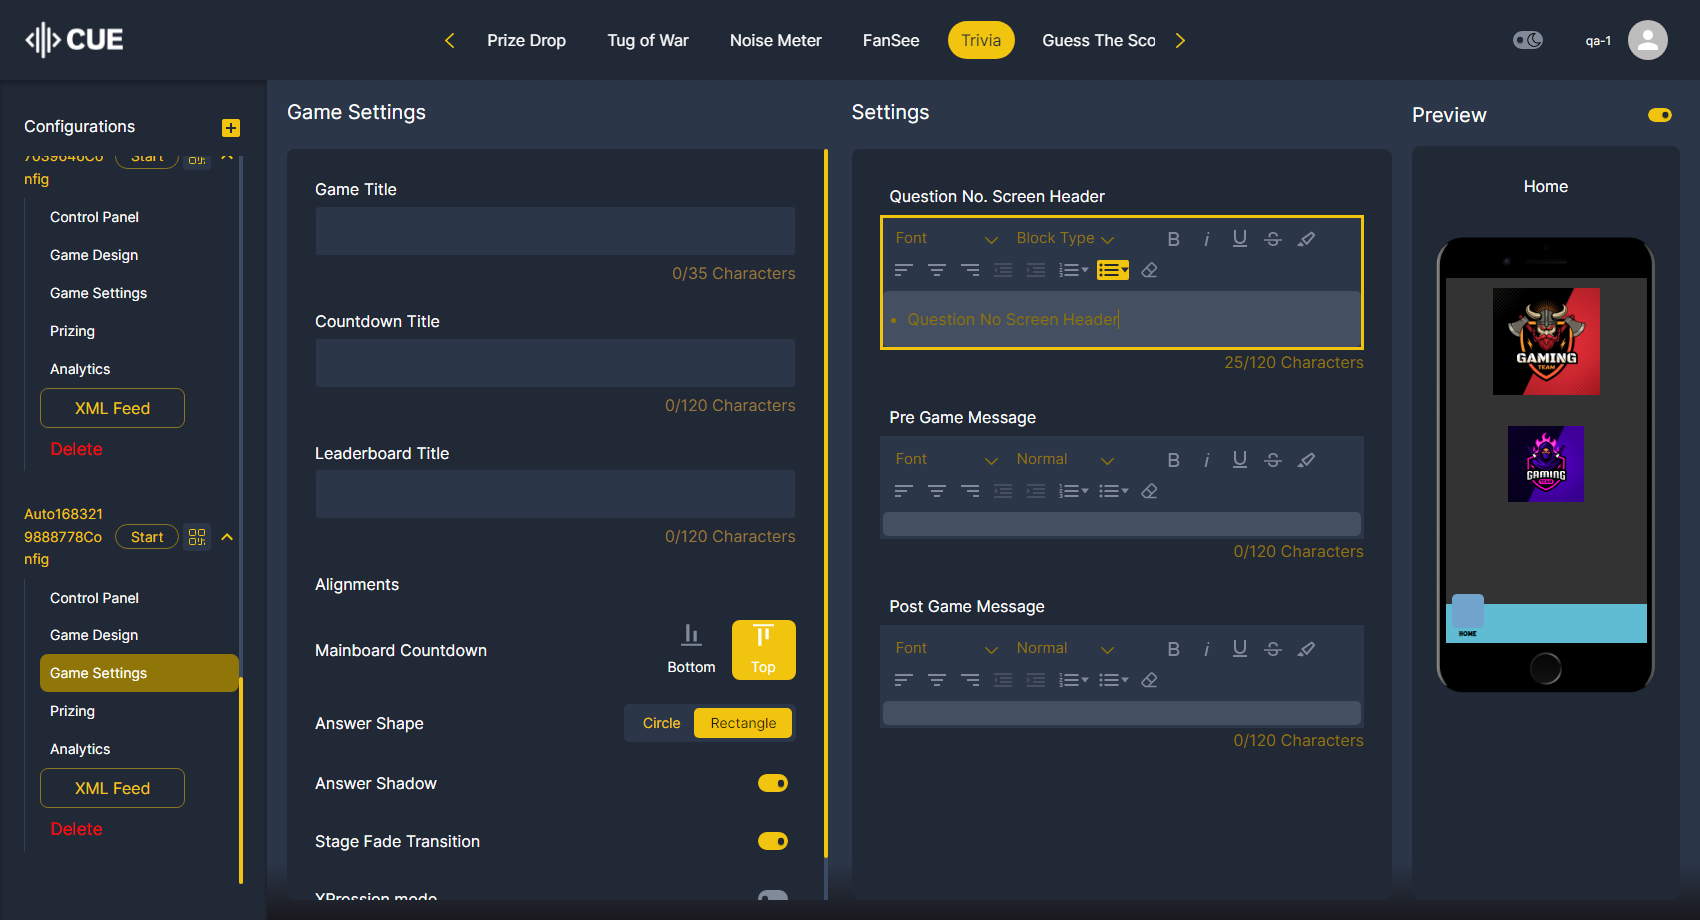 CUE
Prize Drop
Tug of War
Noise Meter
FanSee
Trivia
Guess The Sco
qa-1
Configurations
7039646Co
nfig
Start
Control Panel
Game Design
Game Settings
Prizing
Analytics
XML Feed
Delete
Auto168321
9888778Co
nfig
Start
Control Panel
Game Design
Game Settings
Prizing
Analytics
XML Feed
Delete
Game Settings
Game Title
0/35 Characters
Countdown Title
0/120 Characters
Leaderboard Title
0/120 Characters
Alignments
Mainboard Countdown
Bottom
Top
Answer Shape
Circle
Rectangle
Answer Shadow
Stage Fade Transition
XPression mode
Settings
Question No. Screen Header
Font
Block Type
B
i
U
S
• Question No Screen Header
25/120 Characters
Pre Game Message
Font
Normal
B
i
U
S
0/120 Characters
Post Game Message
Font
Normal
B
i
U
S
0/120 Characters
Preview
Home
GAMING
TEAM
GAMING
TEAM
HOME